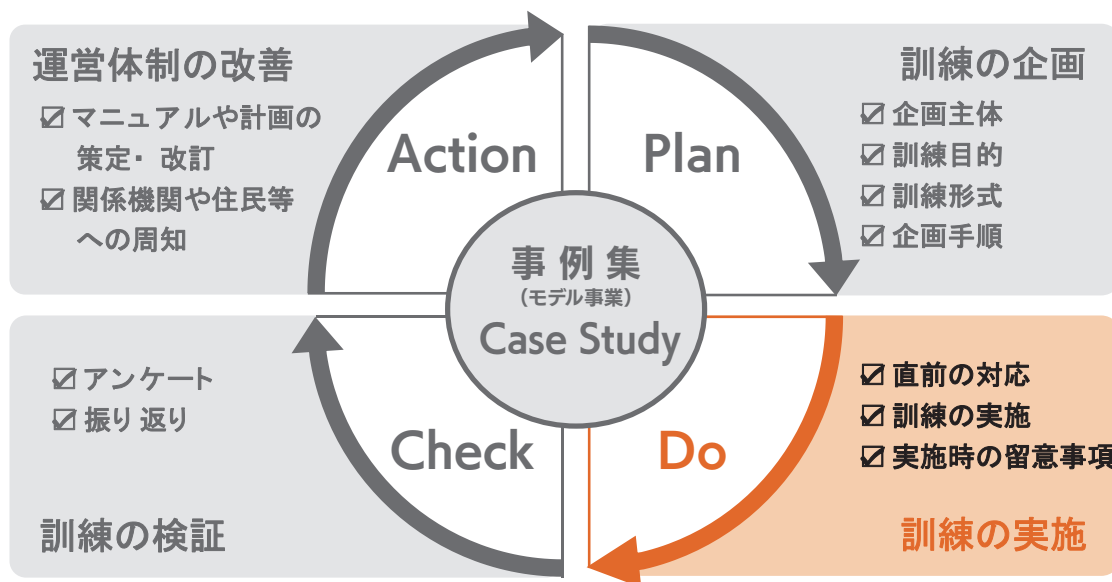 運営体制の改善
☑ マニュアルや計画の
策定・改訂
☑ 関係機関や住民等
への周知
Action
Plan
訓練の企画
☑ 企画主体
☑ 訓練目的
☑ 訓練形式
☑ 企画手順
事例集
(モデル事業)
Case Study
☑ アンケート
☑ 振り返り
Check
訓練の検証
Do
☑ 直前の対応
☑ 訓練の実施
☑ 実施時の留意事項
訓練の実施